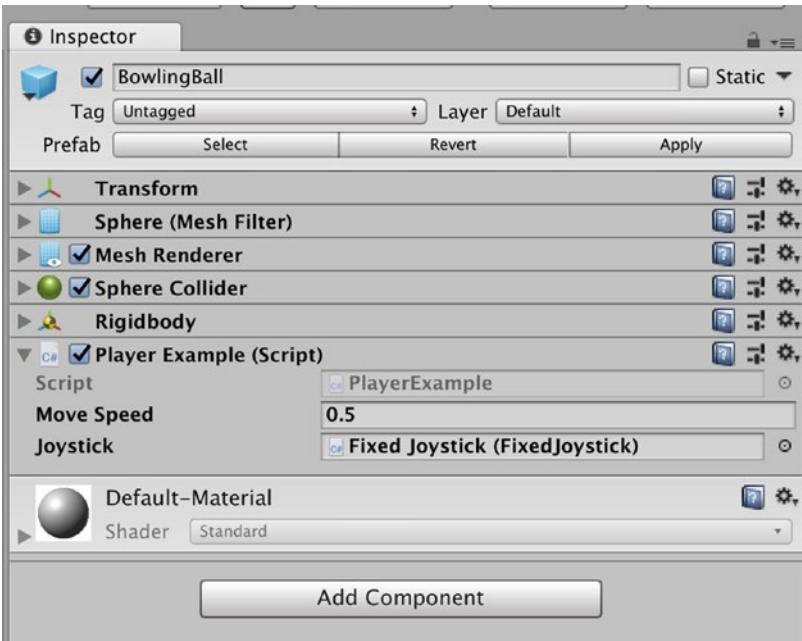 Inspector
BowlingBall Static
Tag Untagged Layer Default
Prefab Select Revert Apply
Transform
Sphere (Mesh Filter)
Mesh Renderer
Sphere Collider
Rigidbody
C# Player Example (Script)
Script C# PlayerExample
Move Speed 0.5
Joystick C# Fixed Joystick (FixedJoystick)
Default-Material
Shader Standard
Add Component